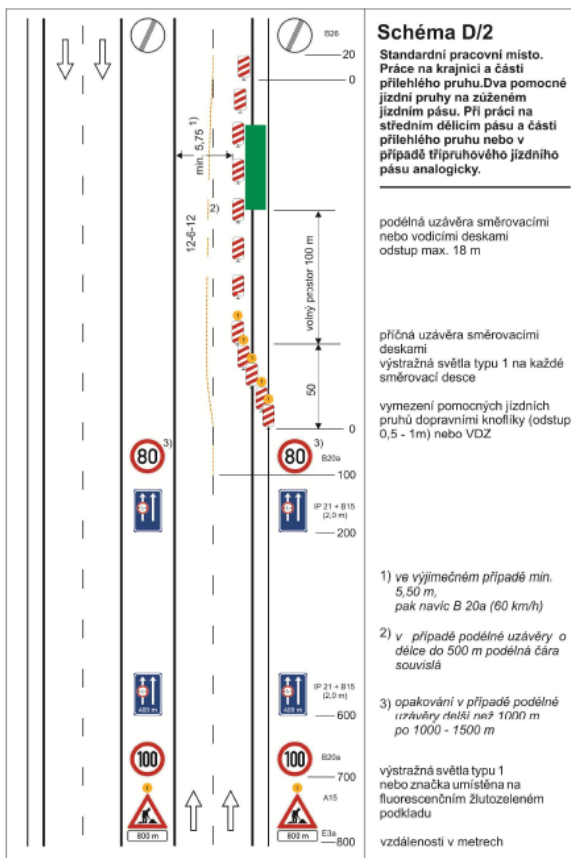 B26
20
0
min. 5,75 1)
2)
12-6-12
volný prostor 100 m
50
0
3)
3)
80
80
B20a
100
IP 21 + B15
(2,0 m)
200
IP 21 + B15
(2,0 m)
400 m
400 m
600
100
100
B20a
700
1
1
A15
800 m
800 m
E3a
800
Schéma D/2
Standardní pracovní místo.
Práce na krajnici a části
přilehlého pruhu.Dva pomocné
jízdní pruhy na zúženém
jízdním pásu. Při práci na
středním dělicím pásu a části
přilehlého pruhu nebo v
případě třípruhového jízdního
pásu analogicky.
podélná uzávěra směrovacími
nebo vodicími deskami
odstup max. 18 m
příčná uzávěra směrovacími
deskami
výstražná světla typu 1 na každé
směrovací desce
vymezení pomocných jízdních
pruhů dopravními knoflíky (odstup
0,5 - 1m) nebo VDZ
1) ve výjimečném případě min.
5,50 m,
pak navíc B 20a (60 km/h)
2) v případě podélné uzávěry o
délce do 500 m podélná čára
souvislá
3) opakování v případě podélné
uzávěry delší než 1000 m
po 1000 - 1500 m
výstražná světla typu 1
nebo značka umístěna na
fluorescenčním žlutozeleném
podkladu
vzdálenosti v metrech